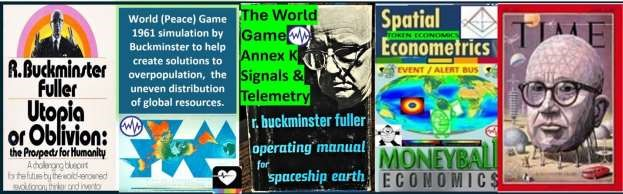 R. Buckminster
Fuller
Utopia
or Oblivion:
the Prospects for Humanity
A challenging blueprint
for the future by the world-renowned
revolutionary thinker and inventor
World (Peace) Game
1961 simulation by
Buckminster to help
create solutions to
overpopulation, the
uneven distribution
of global resources.
The World
Game
Annex K
Signals &
Telemetry
r. buckminster fuller
operating manual
for
spaceship earth
Spatial
TOKEN ECONOMICS
Econometrics
EVENT / ALERT BUS
MONEYBALL
ECONOMICS
TIME